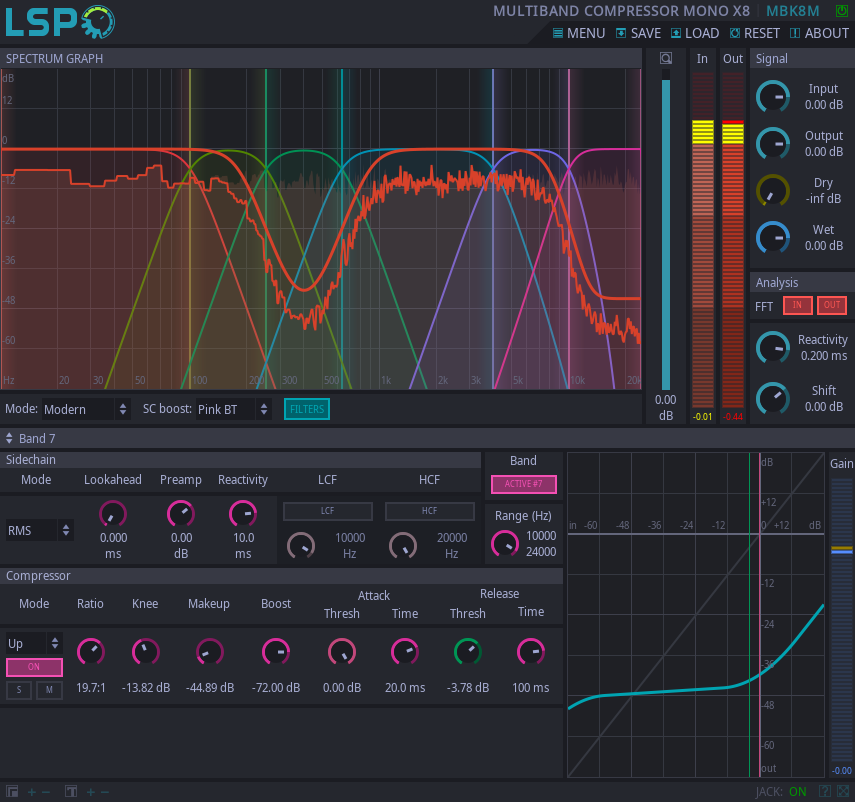 LSP
MULTIBAND COMPRESSOR MONO X8 MBK8M
MENU SAVE LOAD RESET ABOUT
SPECTRUM GRAPH
In Out Signal
dB
12
0
-12
-24
-36
-48
-60
Hz 20 30 50 100 200 300 500 1k 2k 3k 5k 10k 20k
0.00
dB
-0.01 -0.44
Input
0.00 dB
Output
0.00 dB
Dry
-inf dB
Wet
0.00 dB
Analysis
FFT IN OUT
Reactivity
0.200 ms
Shift
0.00 dB
Mode: Modern SC boost: Pink BT FILTERS
Band 7
Sidechain
Mode Lookahead Preamp Reactivity LCF HCF
RMS
0.000
ms
0.00
dB
10.0
ms
LCF
10000
Hz
HCF
20000
Hz
Band
ACTIVE #7
Range (Hz)
10000
24000
Compressor
Mode Ratio Knee Makeup Boost
Attack
Thresh Time
Release
Thresh Time
Up
ON
S M
19.7:1 -13.82 dB -44.89 dB -72.00 dB 0.00 dB 20.0 ms -3.78 dB 100 ms
dB
+12
in -60 -48 -36 -24 -12 0 +12 dB
-12
-24
-36
-48
-60
out
Gain
-0.00
JACK: ON